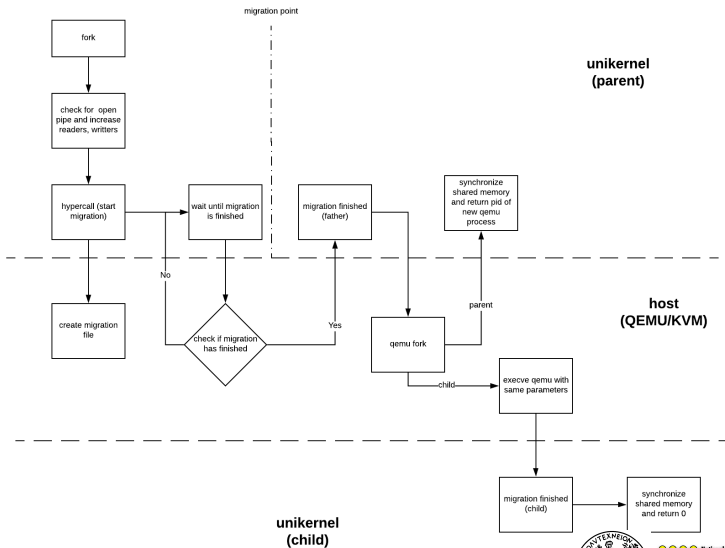 migration point
fork
unikernel
(parent)
check for open
pipe and increase
readers, writters
hypercall (start
migration)
wait until migration
is finished
migration finished
(father)
synchronize
shared memory
and return pid of
new qemu
process
No
Yes
parent
host
(QEMU/KVM)
create migration
file
check if migration
has finished
qemu fork
child
execve qemu with
same parameters
migration finished
(child)
synchronize
shared memory
and return 0
unikernel
(child)